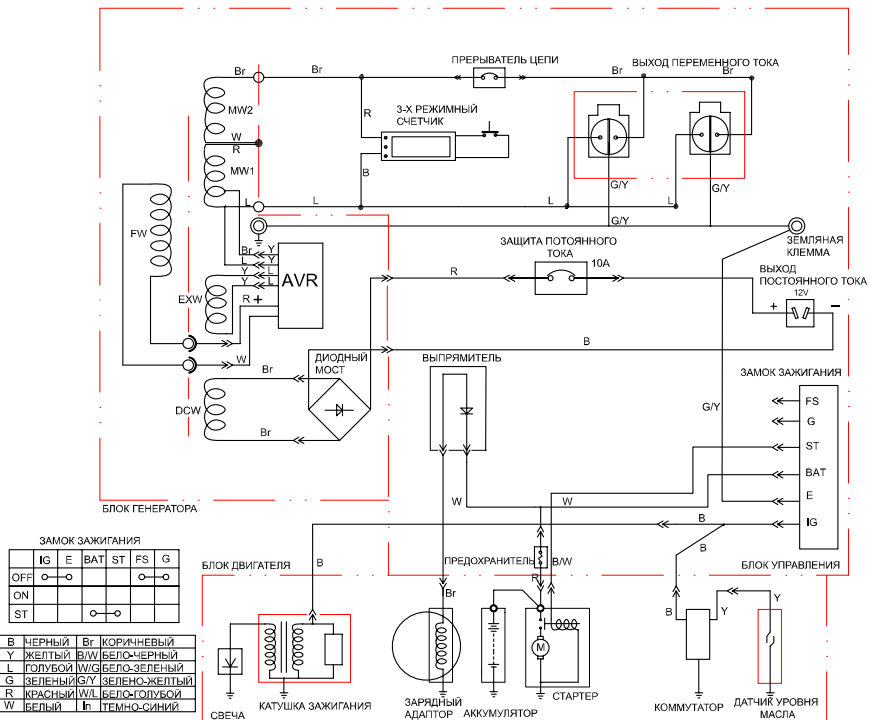 ПРЕРЫВАТЕЛЬ ЦЕПИ
ВЫХОД ПЕРЕМЕННОГО ТОКА
Br
Br
Br
Br
MW2
W
R
MW1
R
3-Х РЕЖИМНЫЙ
СЧЕТЧИК
B
L
L
L
L
G/Y
G/Y
G/Y
FW
Br
Y
L
Y
Y
L
Y
L
AVR
EXW
R
+
W
ЗАЩИТА ПОТОЯННОГО
ТОКА
10A
R
ЗЕМЛЯНАЯ
КЛЕММА
ВЫХОД
ПОСТОЯННОГО ТОКА
12V
+
−
B
ДИОДНЫЙ
МОСТ
Br
DCW
Br
ВЫПРЯМИТЕЛЬ
ЗАМОК ЗАЖИГАНИЯ
FS
G
ST
BAT
E
IG
G/Y
W
W
B
B
БЛОК ГЕНЕРАТОРА
ЗАМОК ЗАЖИГАНИЯ
IG E BAT ST FS G
OFF
ON
ST
БЛОК ДВИГАТЕЛЯ
B
ПРЕДОХРАНИТЕЛЬ
B/W
R
БЛОК УПРАВЛЕНИЯ
Br
B
Y
Y
M
B ЧЕРНЫЙ Br КОРИЧНЕВЫЙ
Y ЖЕЛТЫЙ B/W БЕЛО-ЧЕРНЫЙ
L ГОЛУБОЙ W/G БЕЛО-ЗЕЛЕНЫЙ
G ЗЕЛЕНЫЙ G/Y ЗЕЛЕНО-ЖЕЛТЫЙ
R КРАСНЫЙ W/L БЕЛО-ГОЛУБОЙ
W БЕЛЫЙ ln ТЕМНО-СИНИЙ
СВЕЧА
КАТУШКА ЗАЖИГАНИЯ
ЗАРЯДНЫЙ
АДАПТОР
АККУМУЛЯТОР
СТАРТЕР
КОММУТАТОР
ДАТЧИК УРОВНЯ
МАСЛА